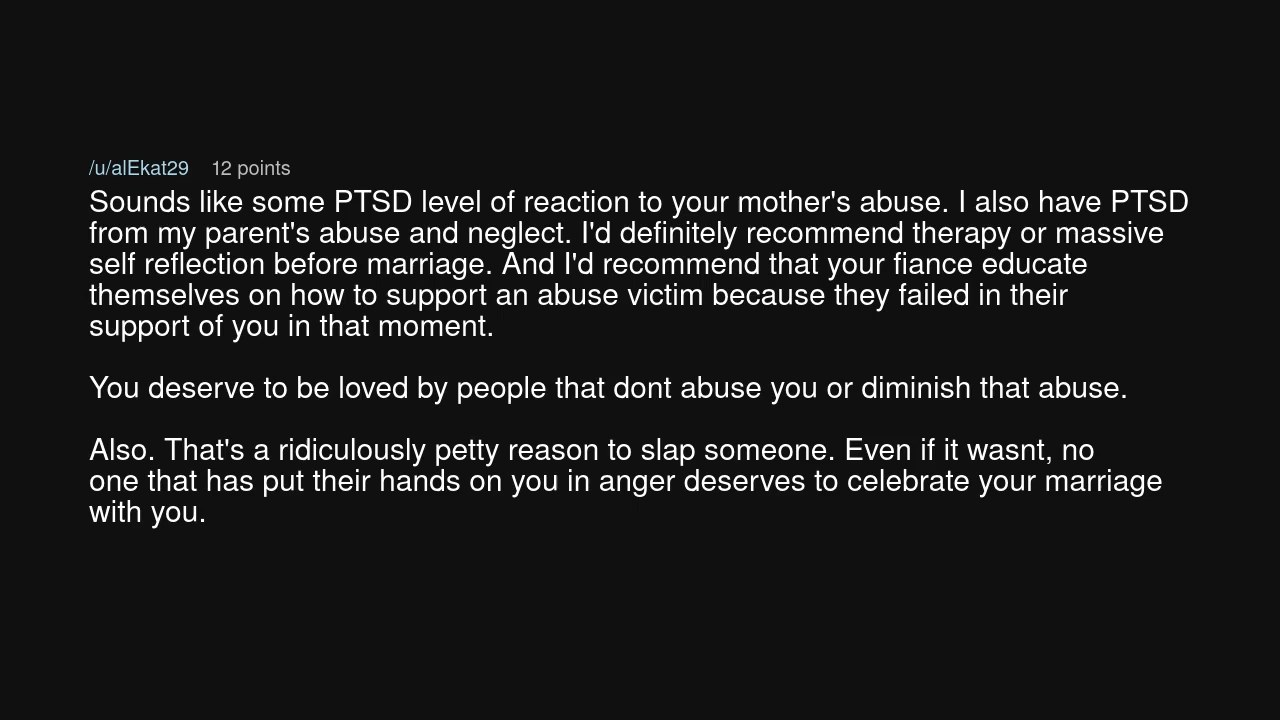 /u/alEkat29 12 points
Sounds like some PTSD level of reaction to your mother's abuse. I also have PTSD
from my parent's abuse and neglect. I'd definitely recommend therapy or massive
self reflection before marriage. And I'd recommend that your fiance educate
themselves on how to support an abuse victim because they failed in their
support of you in that moment.
You deserve to be loved by people that dont abuse you or diminish that abuse.
Also. That's a ridiculously petty reason to slap someone. Even if it wasnt, no
one that has put their hands on you in anger deserves to celebrate your marriage
with you.